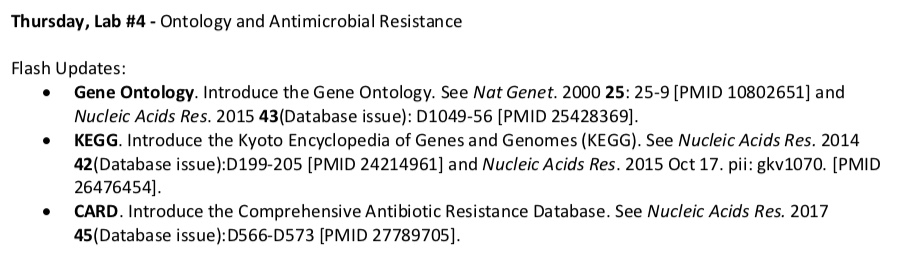 Thursday, Lab #4 - Ontology and Antimicrobial Resistance
Flash Updates:
• Gene Ontology. Introduce the Gene Ontology. See Nat Genet. 2000 25: 25-9 [PMID 10802651] and
Nucleic Acids Res. 2015 43(Database issue): D1049-56 [PMID 25428369].
• KEGG. Introduce the Kyoto Encyclopedia of Genes and Genomes (KEGG). See Nucleic Acids Res. 2014
42(Database issue):D199-205 [PMID 24214961] and Nucleic Acids Res. 2015 Oct 17. pii: gkv1070. [PMID
26476454].
• CARD. Introduce the Comprehensive Antibiotic Resistance Database. See Nucleic Acids Res. 2017
45(Database issue):D566-D573 [PMID 27789705].